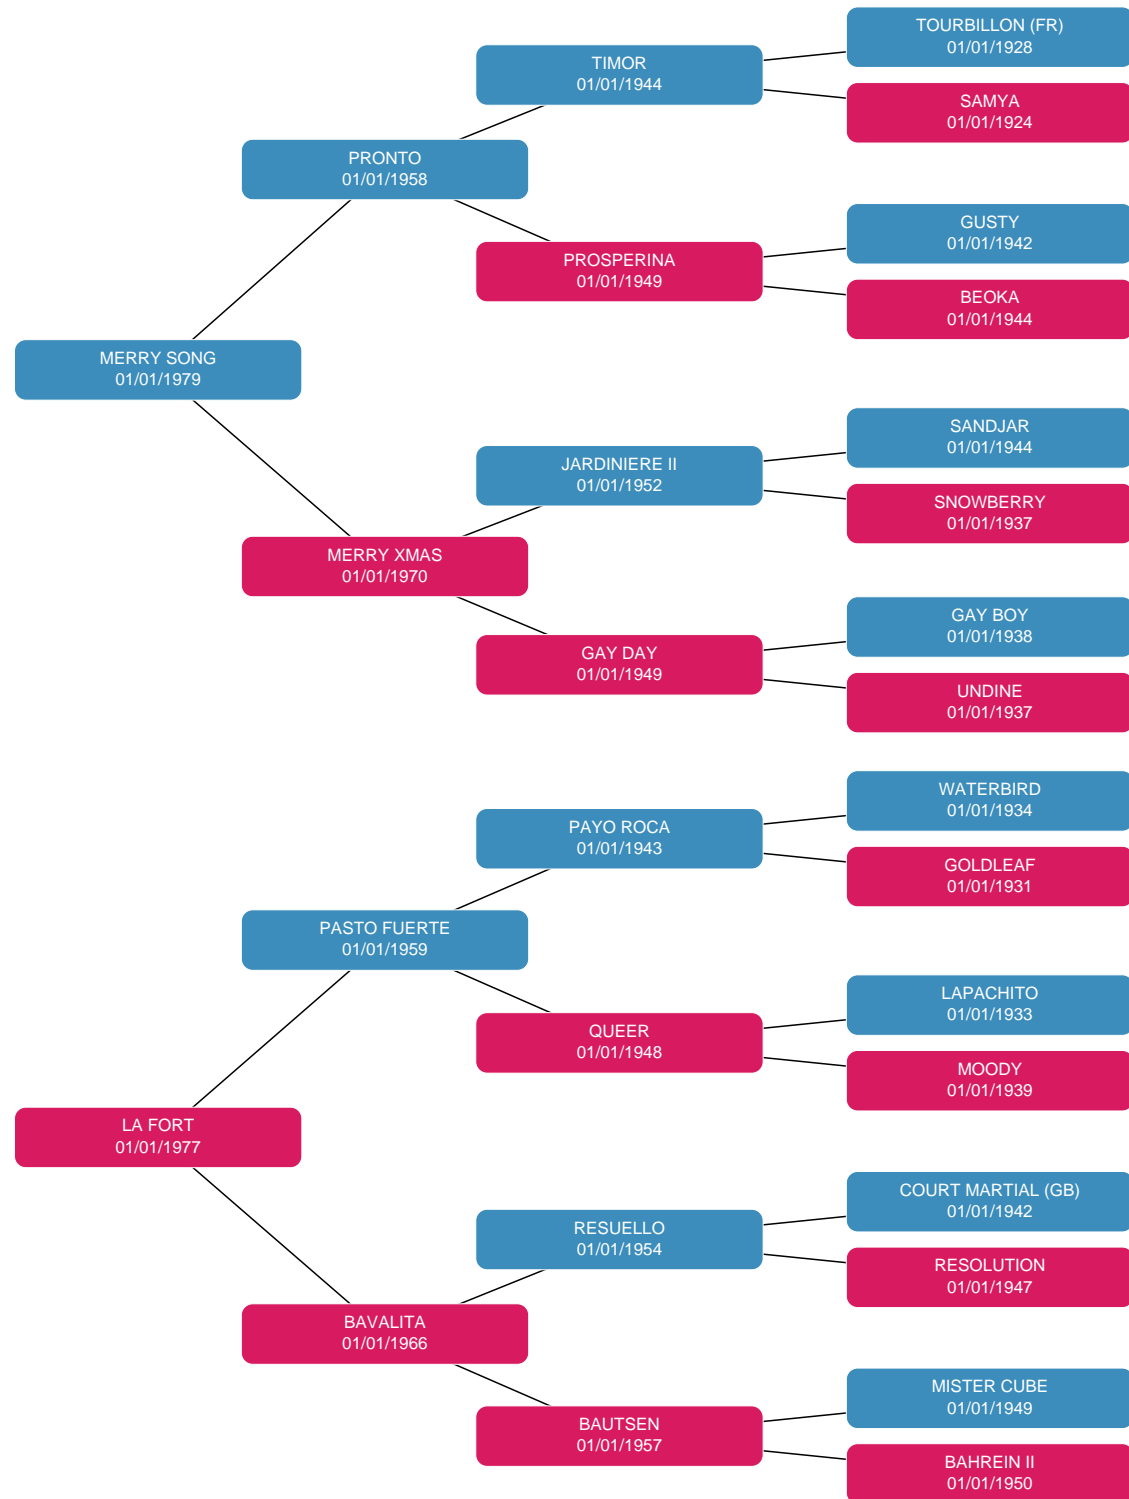 TOURBILLON (FR)
01/01/1928
TIMOR
01/01/1944
SAMYA
01/01/1924
PRONTO
01/01/1958
GUSTY
01/01/1942
PROSPERINA
01/01/1949
BEOKA
01/01/1944
MERRY SONG
01/01/1979
SANDJAR
01/01/1944
JARDINIERE II
01/01/1952
SNOWBERRY
01/01/1937
MERRY XMAS
01/01/1970
GAY BOY
01/01/1938
GAY DAY
01/01/1949
UNDINE
01/01/1937
WATERBIRD
01/01/1934
PAYO ROCA
01/01/1943
GOLDLEAF
01/01/1931
PASTO FUERTE
01/01/1959
LAPACHITO
01/01/1933
QUEER
01/01/1948
MOODY
01/01/1939
LA FORT
01/01/1977
COURT MARTIAL (GB)
01/01/1942
RESUELLO
01/01/1954
RESOLUTION
01/01/1947
BAVALITA
01/01/1966
MISTER CUBE
01/01/1949
BAUTSEN
01/01/1957
BAHREIN II
01/01/1950